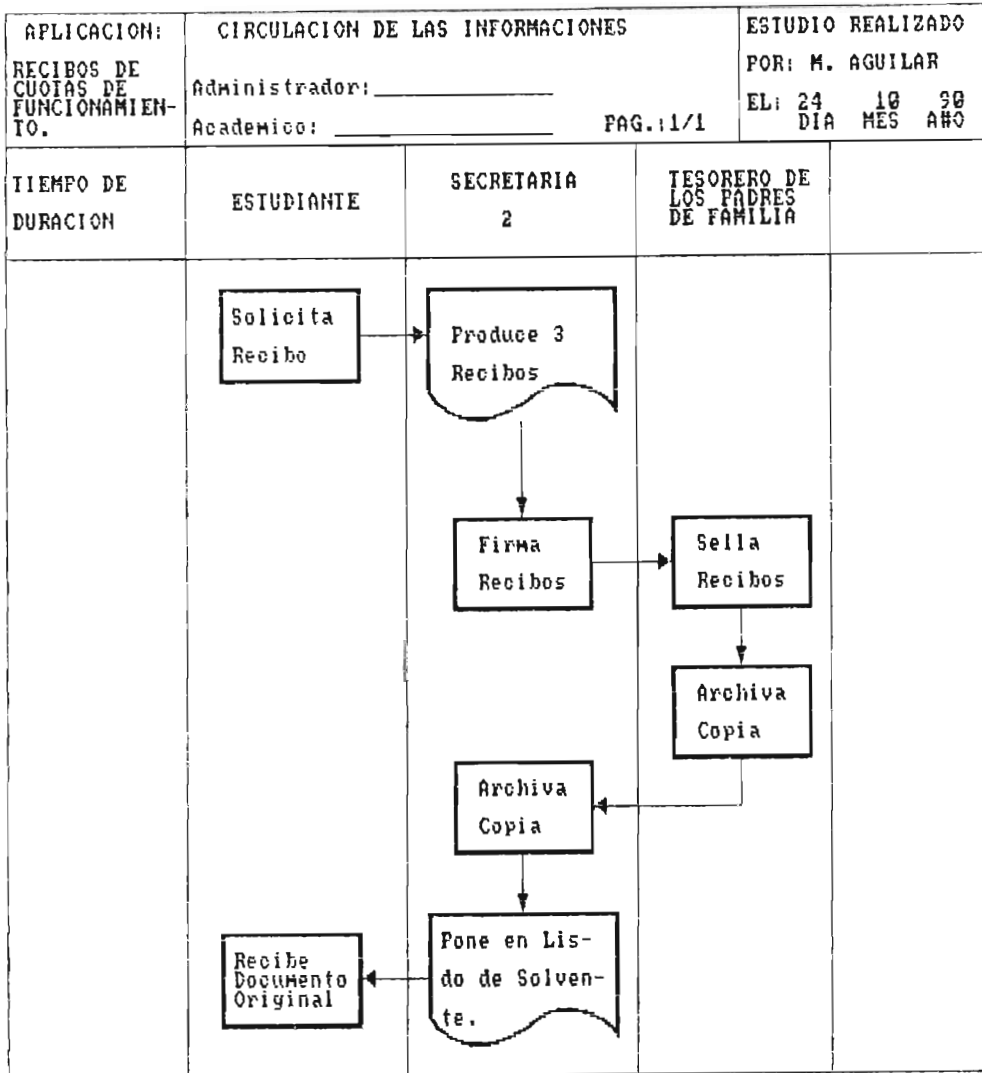 APLICACION:
RECIBOS DE
CUOTAS DE
FUNCIONAMIEN-
TO.
CIRCULACION DE LAS INFORMACIONES
Administrador:
Academico:
PAG.:1/1
ESTUDIO REALIZADO
POR: M. AGUILAR
EL: 24 10 90
DIA MES AÑO
TIEMPO DE
DURACION
ESTUDIANTE
SECRETARIA
2
TESORERO DE
LOS PADRES
DE FAMILIA
Solicita
Recibo
Produce 3
Recibos
Firma
Recibos
Sella
Recibos
Archiva
Copia
Archiva
Copia
Pone en Lis-
do de Solven-
te.
Recibe
Documento
Original